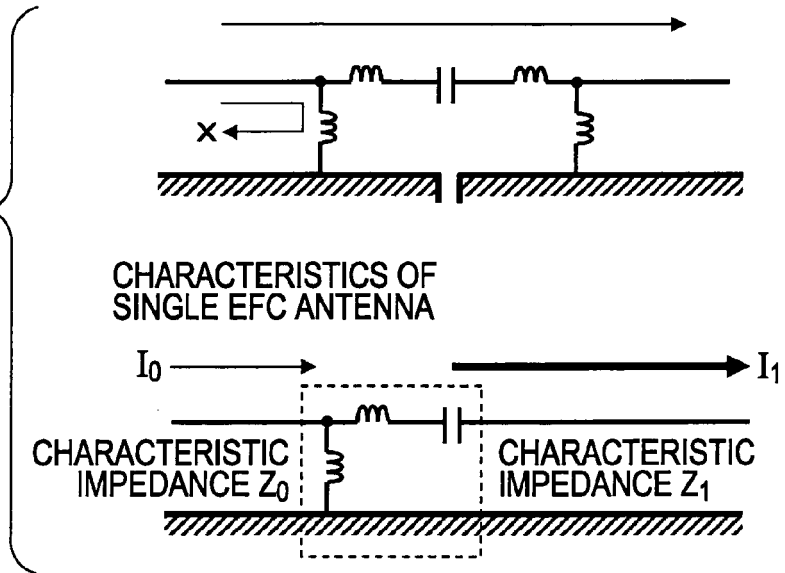 X
CHARACTERISTICS OF
SINGLE EFC ANTENNA
I0
I1
CHARACTERISTIC
IMPEDANCE Z0
CHARACTERISTIC
IMPEDANCE Z1